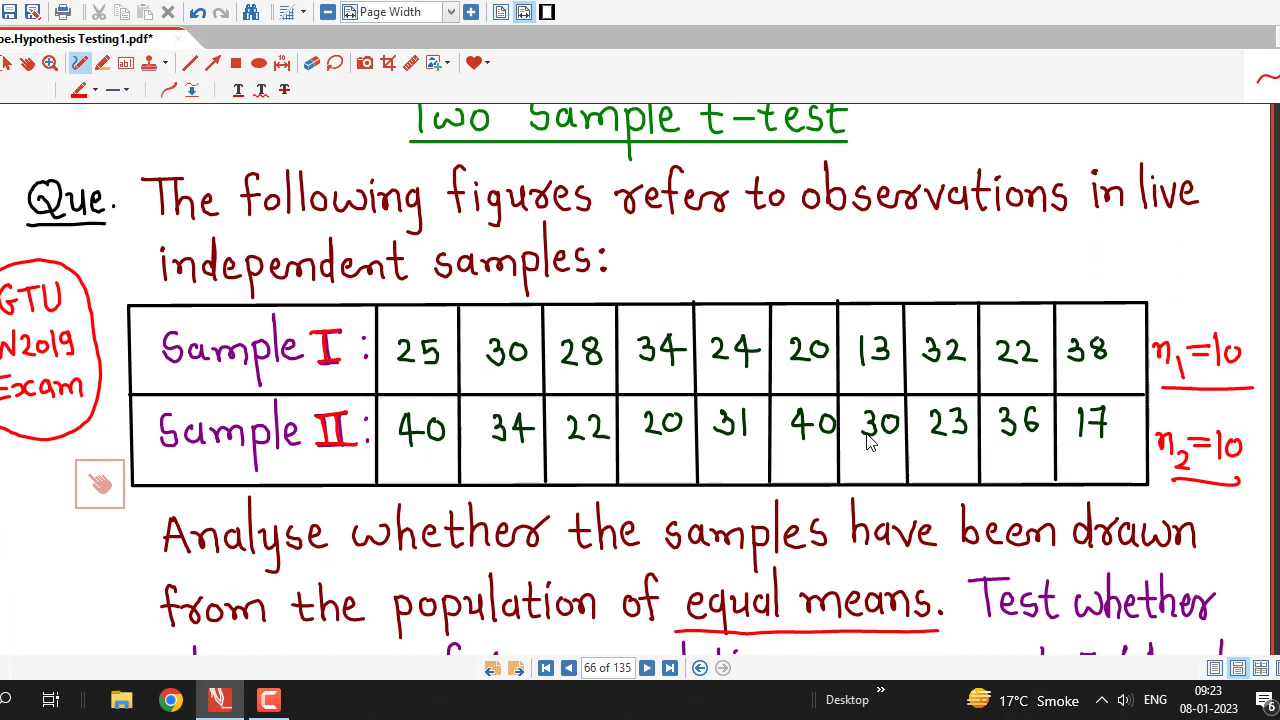 Page Width
pe.Hypothesis Testing1.pdf*
Two Sample t-test
Que. The following figures refer to observations in live
independent samples:
GTU
W2019
Exam
Sample I: 25 30 28 34 24 20 13 32 22 38 n1=10
Sample II: 40 34 22 20 31 40 30 23 36 17 n2=10
Analyse whether the samples have been drawn
from the population of equal means. Test whether
66 of 135
Desktop
17°C Smoke
ENG
09:23
08-01-2023
6